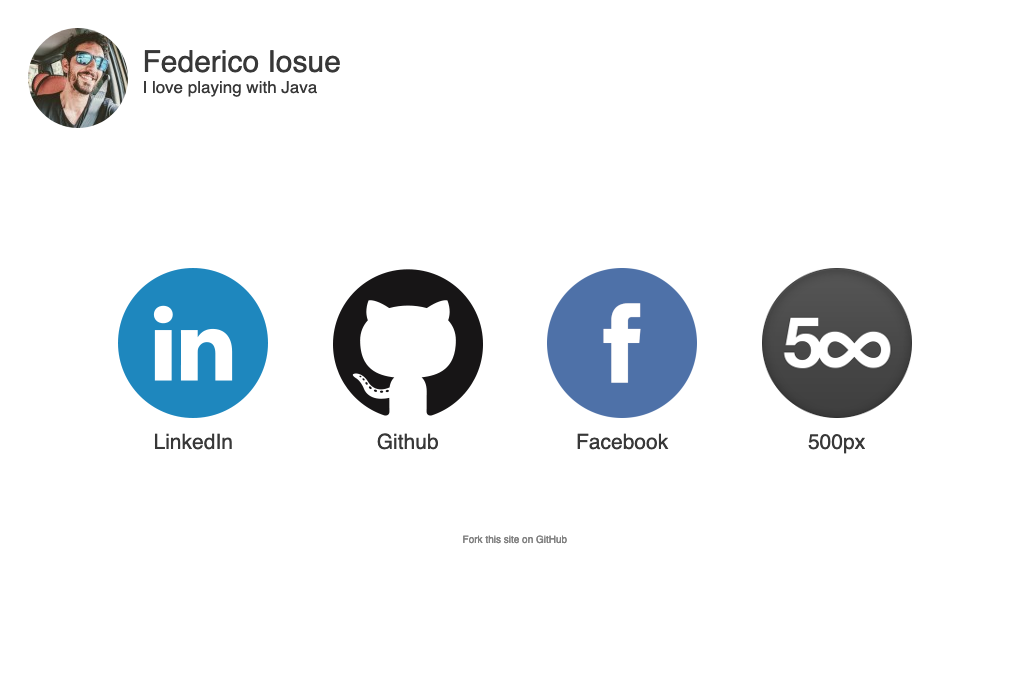 Federico Iosue
I love playing with Java
in
f
500
LinkedIn
Github
Facebook
500px
Fork this site on GitHub